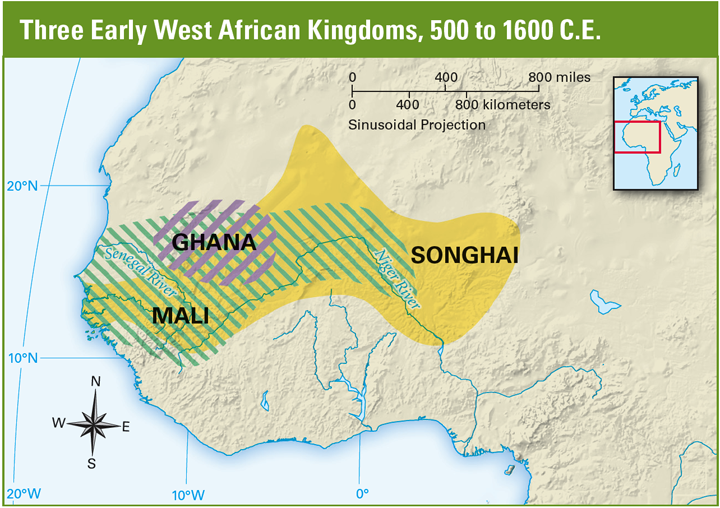 Three Early West African Kingdoms, 500 to 1600 C.E.
0 400 800 miles
0 400 800 kilometers
Sinusoidal Projection
20°N
GHANA
SONGHAI
Senegal River
Niger River
MALI
10°N
N
W E
S
20°W 10°W 0°